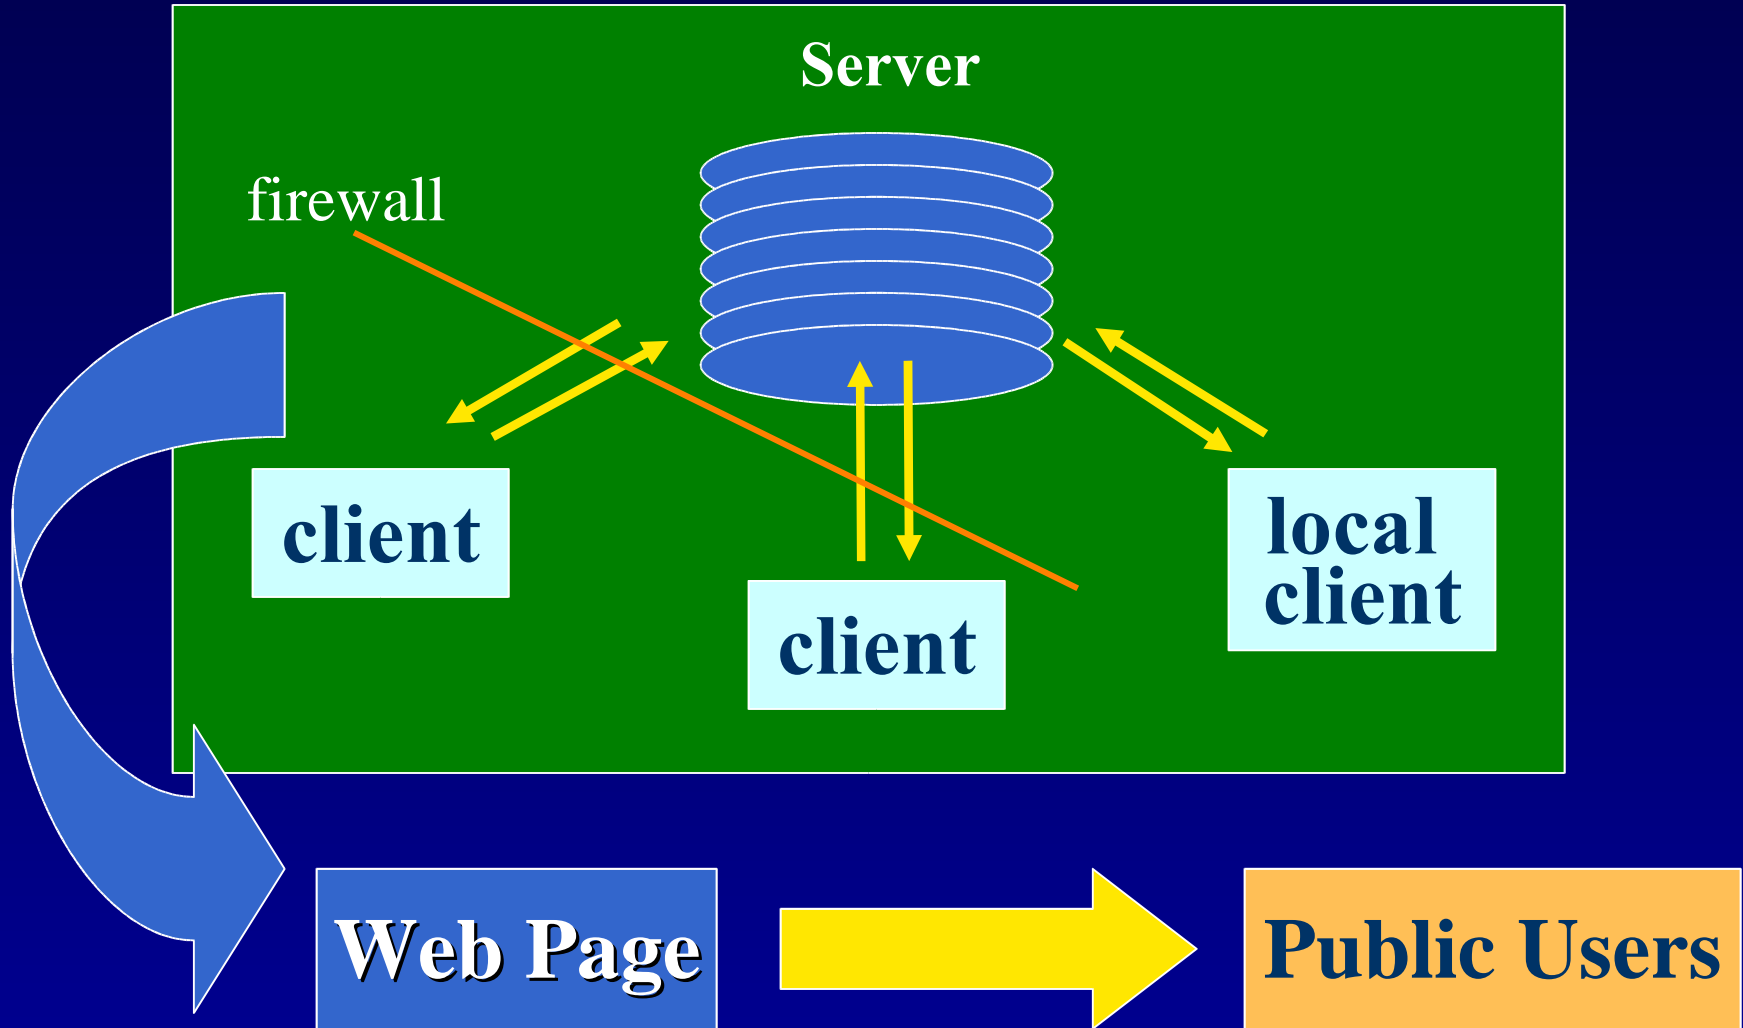 Server
firewall
client
client
local
client
Web Page
Public Users